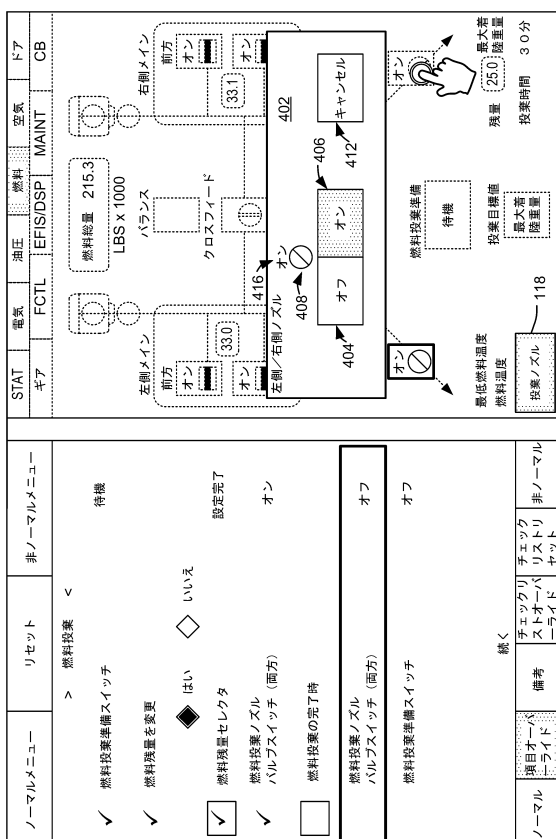 ノーマルメニュー
リセット
非ノーマルメニュー
> 燃料投棄 <
✓ 燃料投棄準備スイッチ 待機
✓ 燃料残量を変更
はい
いいえ
✓ 燃料残量セレクタ 設定完了
✓ 燃料投棄ノズル
バルブスイッチ(両方) オン
燃料投棄の完了時
燃料投棄ノズル
バルブスイッチ(両方) オフ
燃料投棄準備スイッチ オフ
続く
ノーマル
項目オーバ
ーライド
備考
チェックリ
ストオーバ
ーライド
チェック
リストリ
セット
非ノーマル
STAT 電気 油圧 燃料 空気 ドア
ギア FCTL EFIS/DSP MAINT CB
燃料総量 215.3
LBS x 1000
左側メイン
前方
オン
オン
33.0
バランス
クロスフィード
右側メイン
前方
オン
オン
33.1
左側/右側ノズル
416
オン
408
402
オフ
オン
キャンセル
404
406
412
オン
オン
最低燃料温度
燃料温度
投棄ノズル
118
燃料投棄準備
待機
投棄目標値
最大着
陸重量
残量 25.0 最大着
陸重量
投棄時間 30分